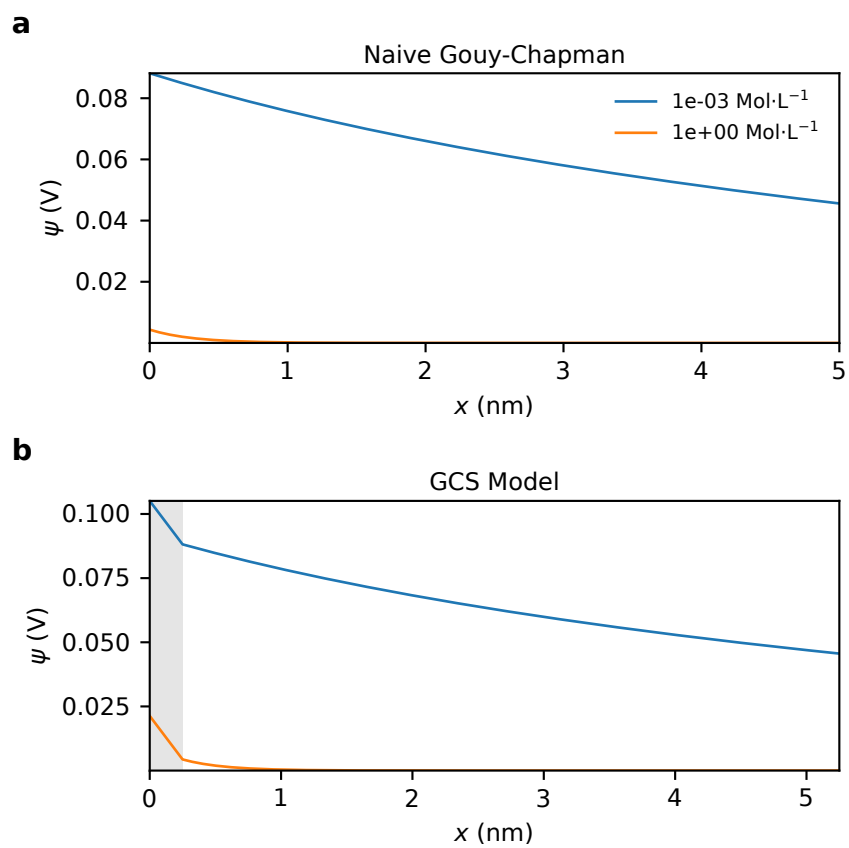 a
Naive Gouy-Chapman
ψ (V)
0.08
0.06
0.04
0.02
1e-03 Mol·L⁻¹
1e+00 Mol·L⁻¹
0 1 2 3 4 5
x (nm)
b
GCS Model
ψ (V)
0.100
0.075
0.050
0.025
0 1 2 3 4 5
x (nm)